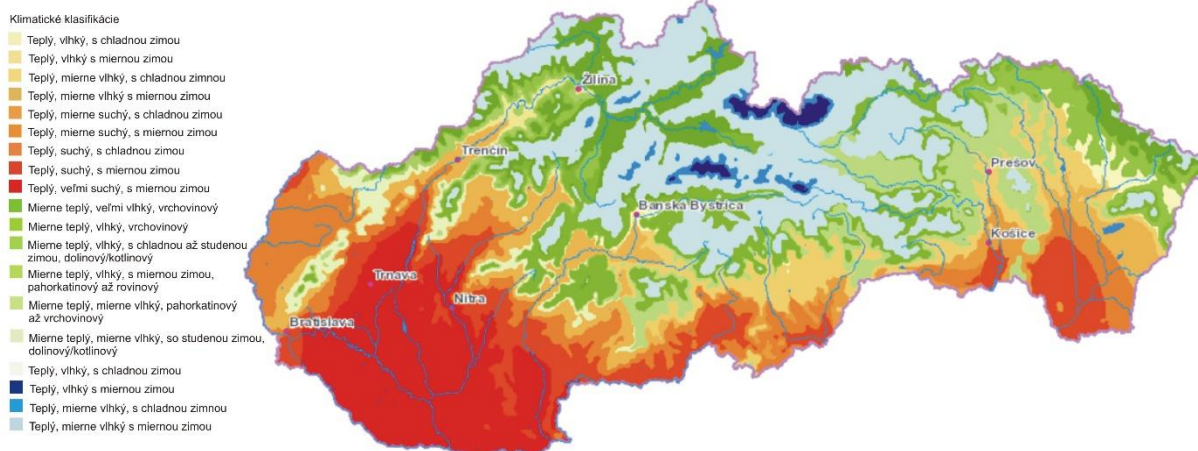 Klimatické klasifikácie
Teplý, vlhký, s chladnou zimou
Teplý, vlhký s miernou zimou
Teplý, mierne vlhký, s chladnou zimnou
Teplý, mierne vlhký s miernou zimou
Teplý, mierne suchý, s chladnou zimou
Teplý, mierne suchý, s miernou zimou
Teplý, suchý, s chladnou zimou
Teplý, suchý, s miernou zimou
Teplý, veľmi suchý, s miernou zimou
Mierne teplý, veľmi vlhký, vrchovinový
Mierne teplý, vlhký, vrchovinový
Mierne teplý, vlhký, s chladnou až studenou
zimou, dolinový/kotlinový
Mierne teplý, vlhký, s miernou zimou,
pahorkatinový až rovinový
Mierne teplý, mierne vlhký, pahorkatinový
až vrchovinový
Mierne teplý, mierne vlhký, so studenou zimou,
dolinový/kotlinový
Teplý, vlhký, s chladnou zimou
Teplý, vlhký s miernou zimou
Teplý, mierne vlhký, s chladnou zimnou
Teplý, mierne vlhký s miernou zimou
Žilina
Trenčín
Prešov
Banská Bystrica
Košice
Trnava
Nitra
Bratislava